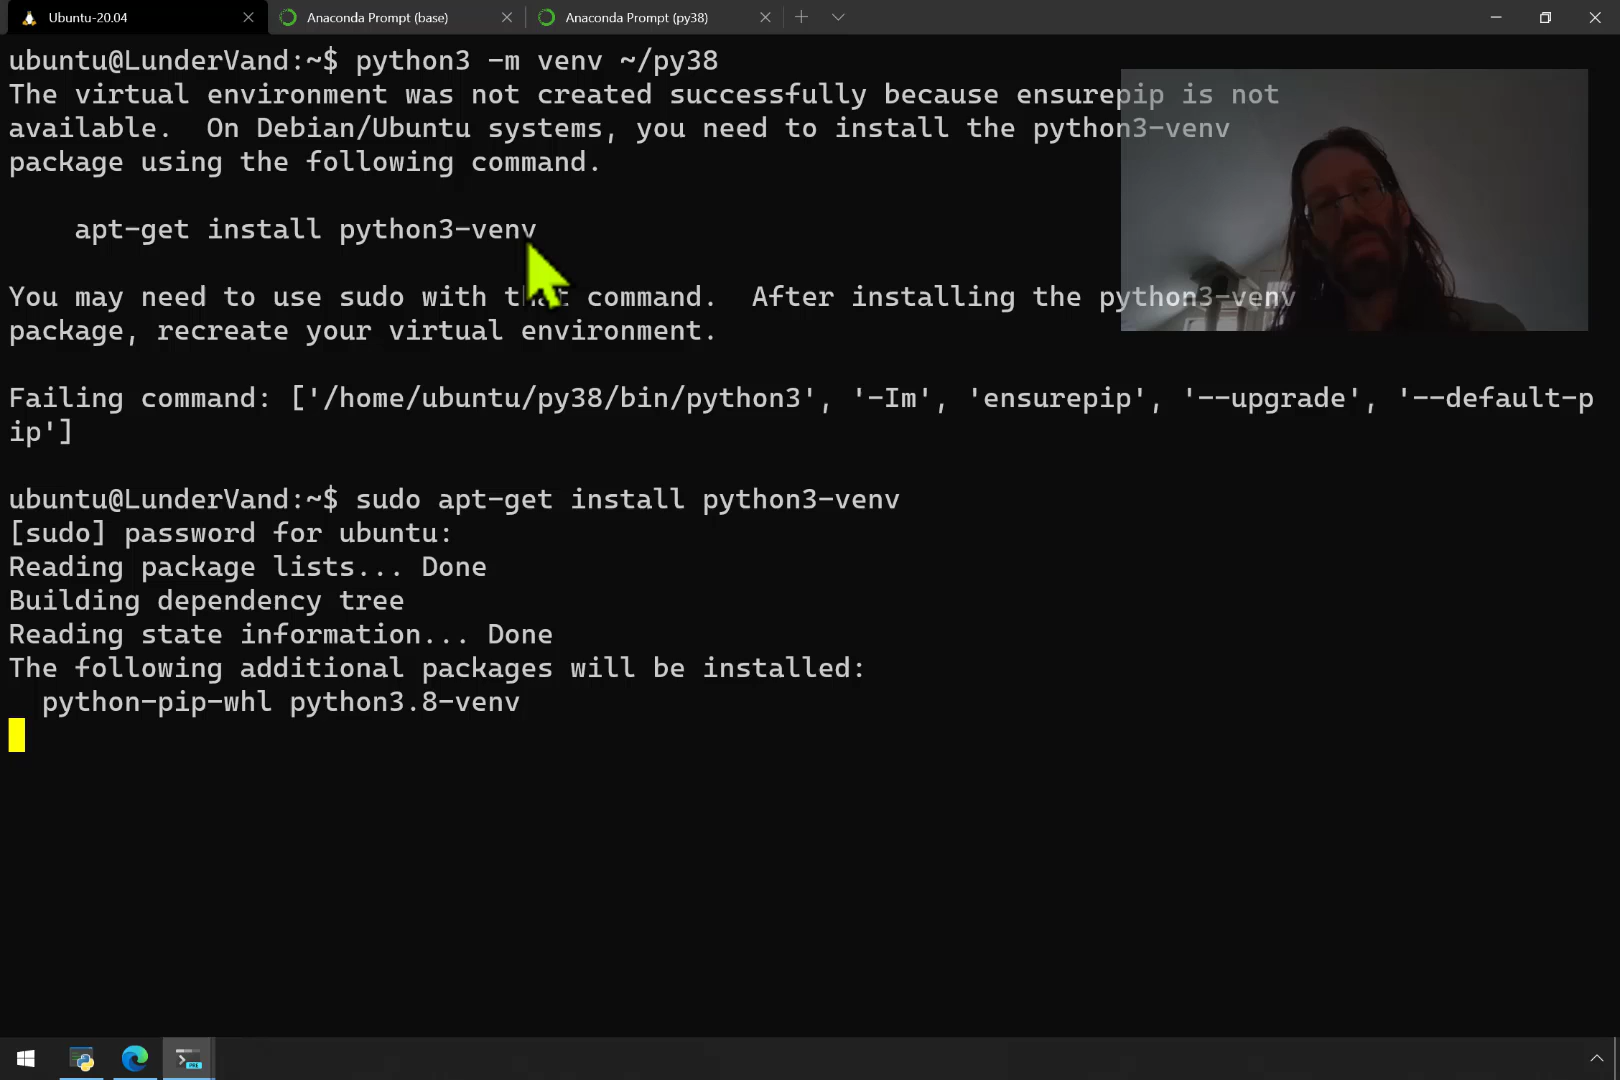 Ubuntu-20.04
Anaconda Prompt (base)
Anaconda Prompt (py38)
ubuntu@LunderVand:~$ python3 -m venv ~/py38
The virtual environment was not created successfully because ensurepip is not
available.  On Debian/Ubuntu systems, you need to install the python3-venv
package using the following command.
apt-get install python3-venv
You may need to use sudo with that command.  After installing the python3-venv
package, recreate your virtual environment.
Failing command: ['/home/ubuntu/py38/bin/python3', '-Im', 'ensurepip', '--upgrade', '--default-p
ip']
ubuntu@LunderVand:~$ sudo apt-get install python3-venv
[sudo] password for ubuntu:
Reading package lists... Done
Building dependency tree
Reading state information... Done
The following additional packages will be installed:
python-pip-whl python3.8-venv
PRE